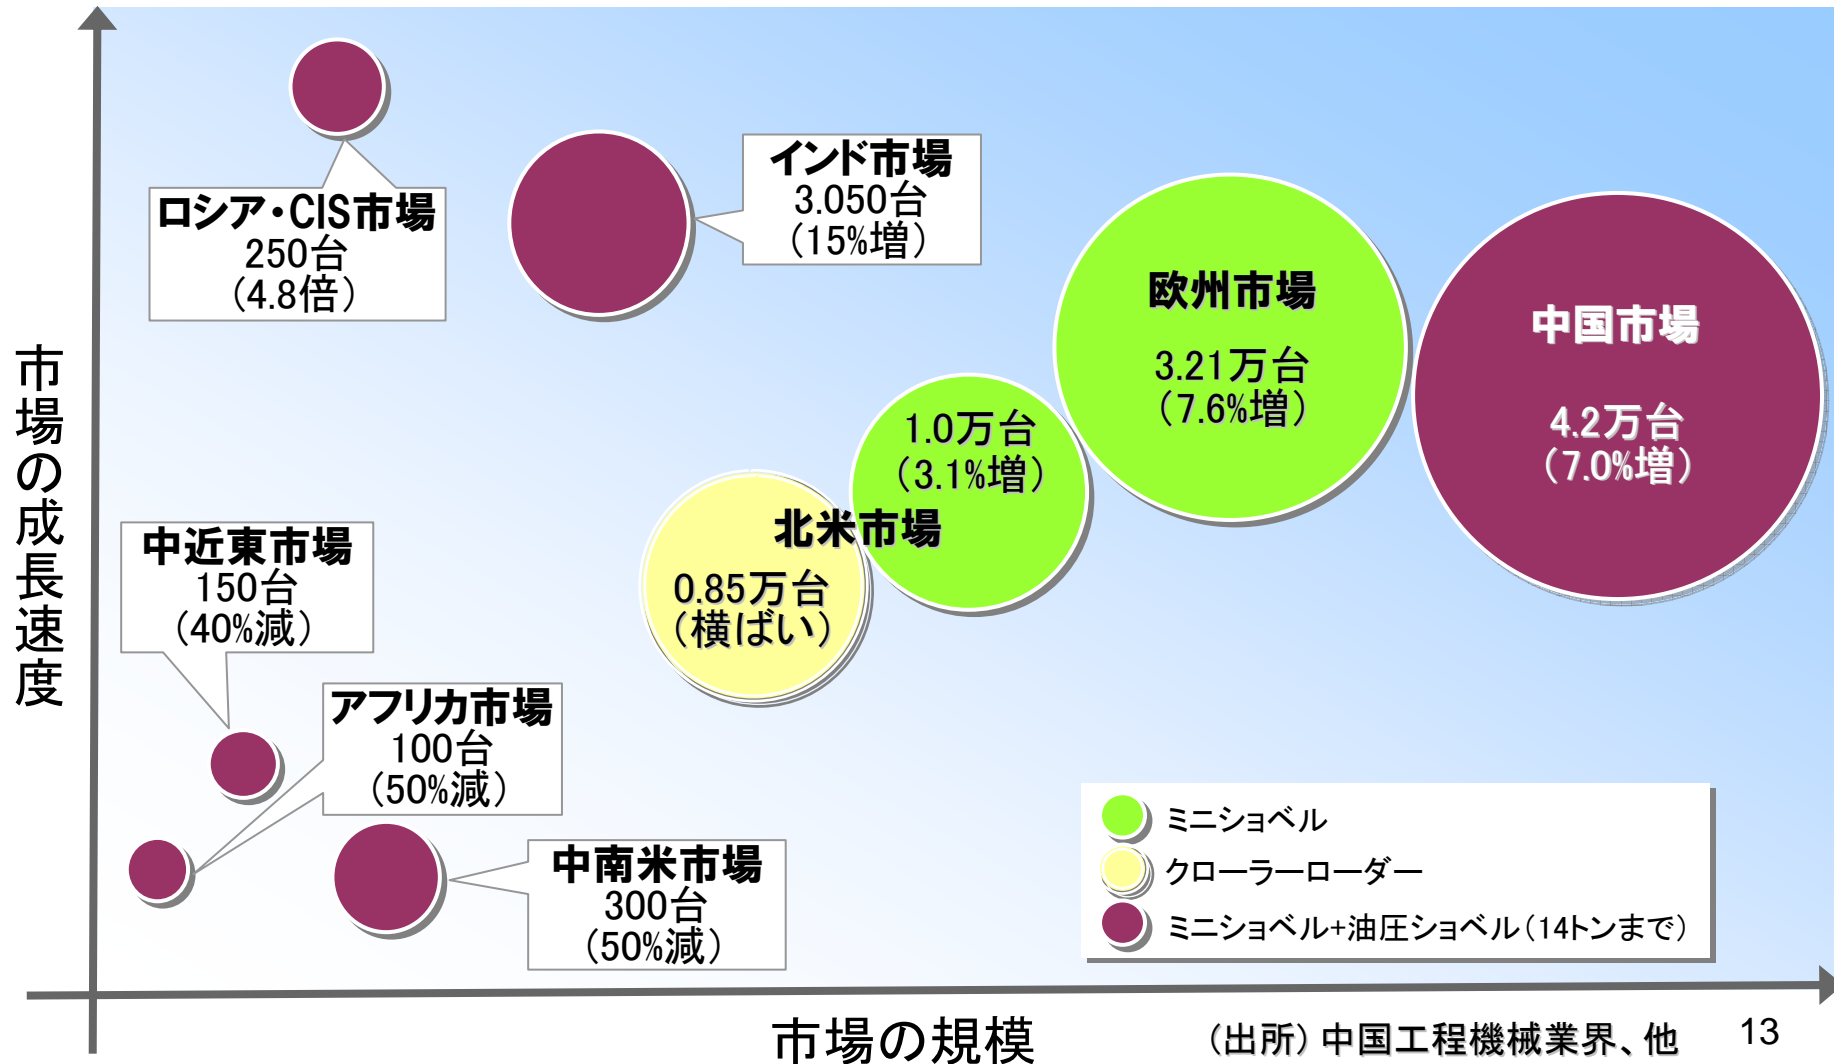 市場の成長速度
ロシア・CIS市場
250台
(4.8倍)
インド市場
3.050台
(15%増)
欧州市場
3.21万台
(7.6%増)
中国市場
4.2万台
(7.0%増)
1.0万台
(3.1%増)
北米市場
0.85万台
(横ばい)
中近東市場
150台
(40%減)
アフリカ市場
100台
(50%減)
中南米市場
300台
(50%減)
ミニショベル
クローラーローダー
ミニショベル+油圧ショベル(14トンまで)
市場の規模
(出所)中国工程機械業界、他
13